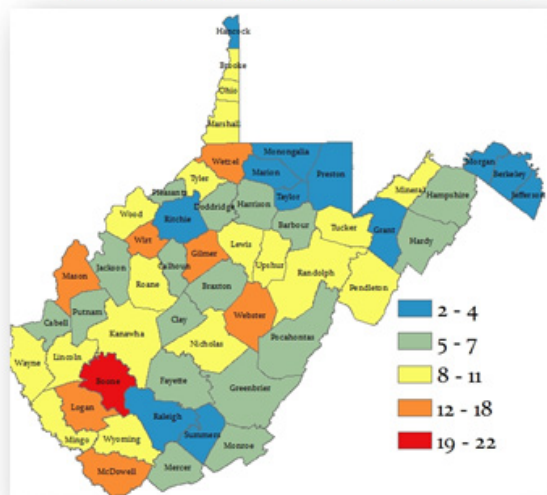 Hancock
Brooke
Ohio
Marshall
Wetzel
Monongalia
Marion
Preston
Morgan
Berkeley
Jefferson
Tyler
Pleasants
Taylor
Mineral
Hampshire
Wood
Ritchie
Doddridge
Harrison
Barbour
Tucker
Grant
Hardy
Wirt
Gilmer
Lewis
Upshur
Randolph
Pendleton
Mason
Jackson
Roane
Calhoun
Braxton
Webster
Pocahontas
Cabell
Putnam
Kanawha
Clay
Nicholas
Wayne
Lincoln
Boone
Fayette
Greenbrier
Logan
Raleigh
Summers
Monroe
Mingo
Wyoming
McDowell
Mercer
2 - 4
5 - 7
8 - 11
12 - 18
19 - 22